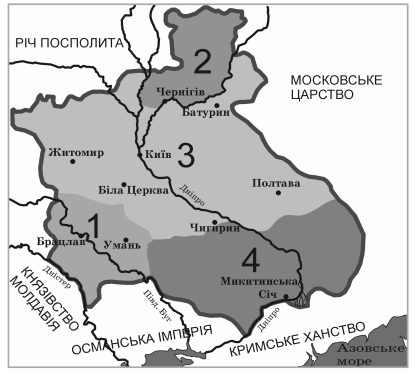 РІЧ ПОСПОЛИТА
2
МОСКОВСЬКЕ
ЦАРСТВО
Чернігів
Батурин
Житомир
Київ
3
Біла Церква
Дніпро
Полтава
1
Брацлав
Умань
Чигирин
4
Микитинська
Січ
Дністер
КНЯЗІВСТВО
МОЛДАВІЯ
Півд. Буг
ОСМАНСЬКА ІМПЕРІЯ
Дніпро
КРИМСЬКЕ ХАНСТВО
Азовське
море